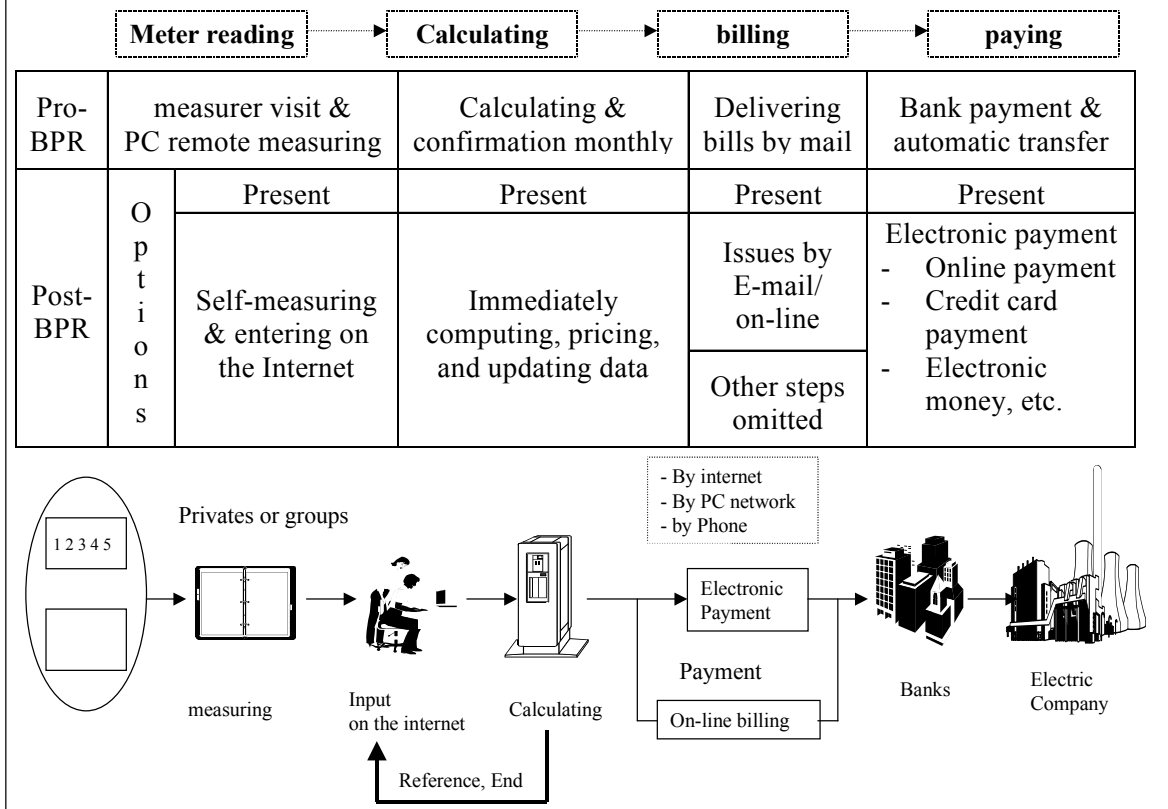 Meter reading
Calculating
billing
paying
Pro-
BPR
measurer visit &
PC remote measuring
Calculating &
confirmation monthly
Delivering
bills by mail
Bank payment &
automatic transfer
Post-
BPR
O
p
t
i
o
n
s
Present
Self-measuring
& entering on
the Internet
Present
Immediately
computing, pricing,
and updating data
Present
Issues by
E-mail/
on-line
Other steps
omitted
Present
Electronic payment
- Online payment
- Credit card
payment
- Electronic
money, etc.
- By internet
- By PC network
- by Phone
Privates or groups
1 2 3 4 5
Electronic
Payment
Payment
On-line billing
measuring
Input
on the internet
Calculating
Banks
Electric
Company
Reference, End